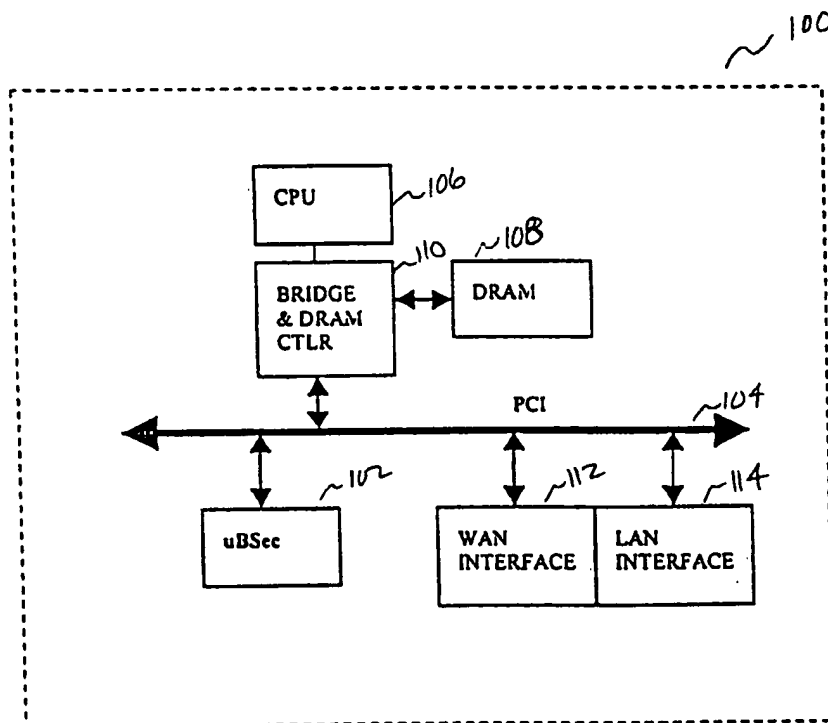 100
CPU
106
110
108
BRIDGE
& DRAM
CTLR
DRAM
PCI
104
102
112
114
uBSec
WAN
INTERFACE
LAN
INTERFACE